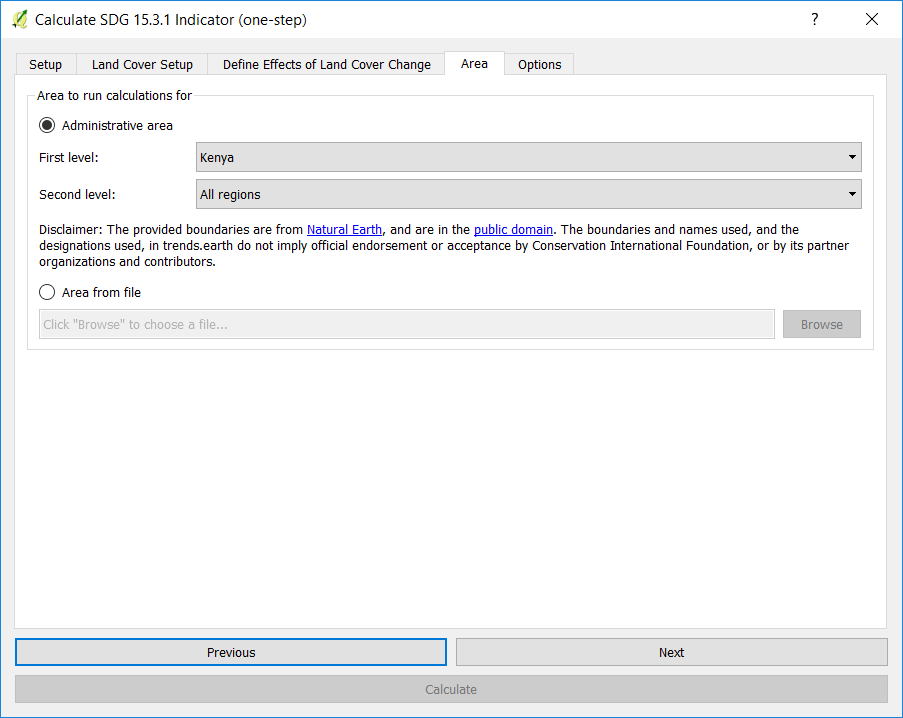 Calculate SDG 15.3.1 Indicator (one-step)
?
Setup
Land Cover Setup
Define Effects of Land Cover Change
Area
Options
Area to run calculations for
Administrative area
First level:
Kenya
Second level:
All regions
Disclaimer: The provided boundaries are from Natural Earth, and are in the public domain. The boundaries and names used, and the
designations used, in trends.earth do not imply official endorsement or acceptance by Conservation International Foundation, or by its partner
organizations and contributors.
Area from file
Click "Browse" to choose a file...
Browse
Previous
Next
Calculate